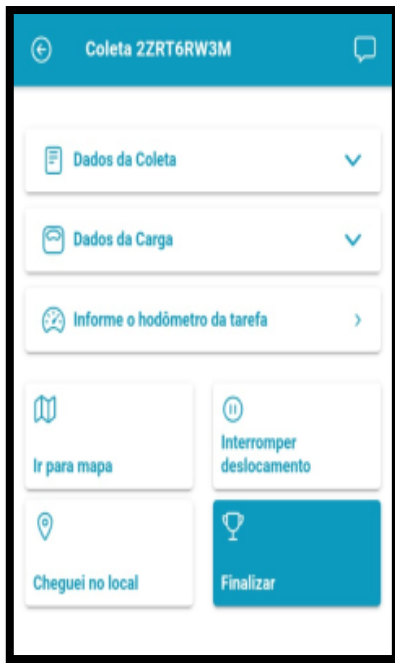 Coleta 2ZRT6RW3M
Dados da Coleta
Dados da Carga
Informe o hodômetro da tarefa
Ir para mapa
Interromper
deslocamento
Cheguei no local
Finalizar